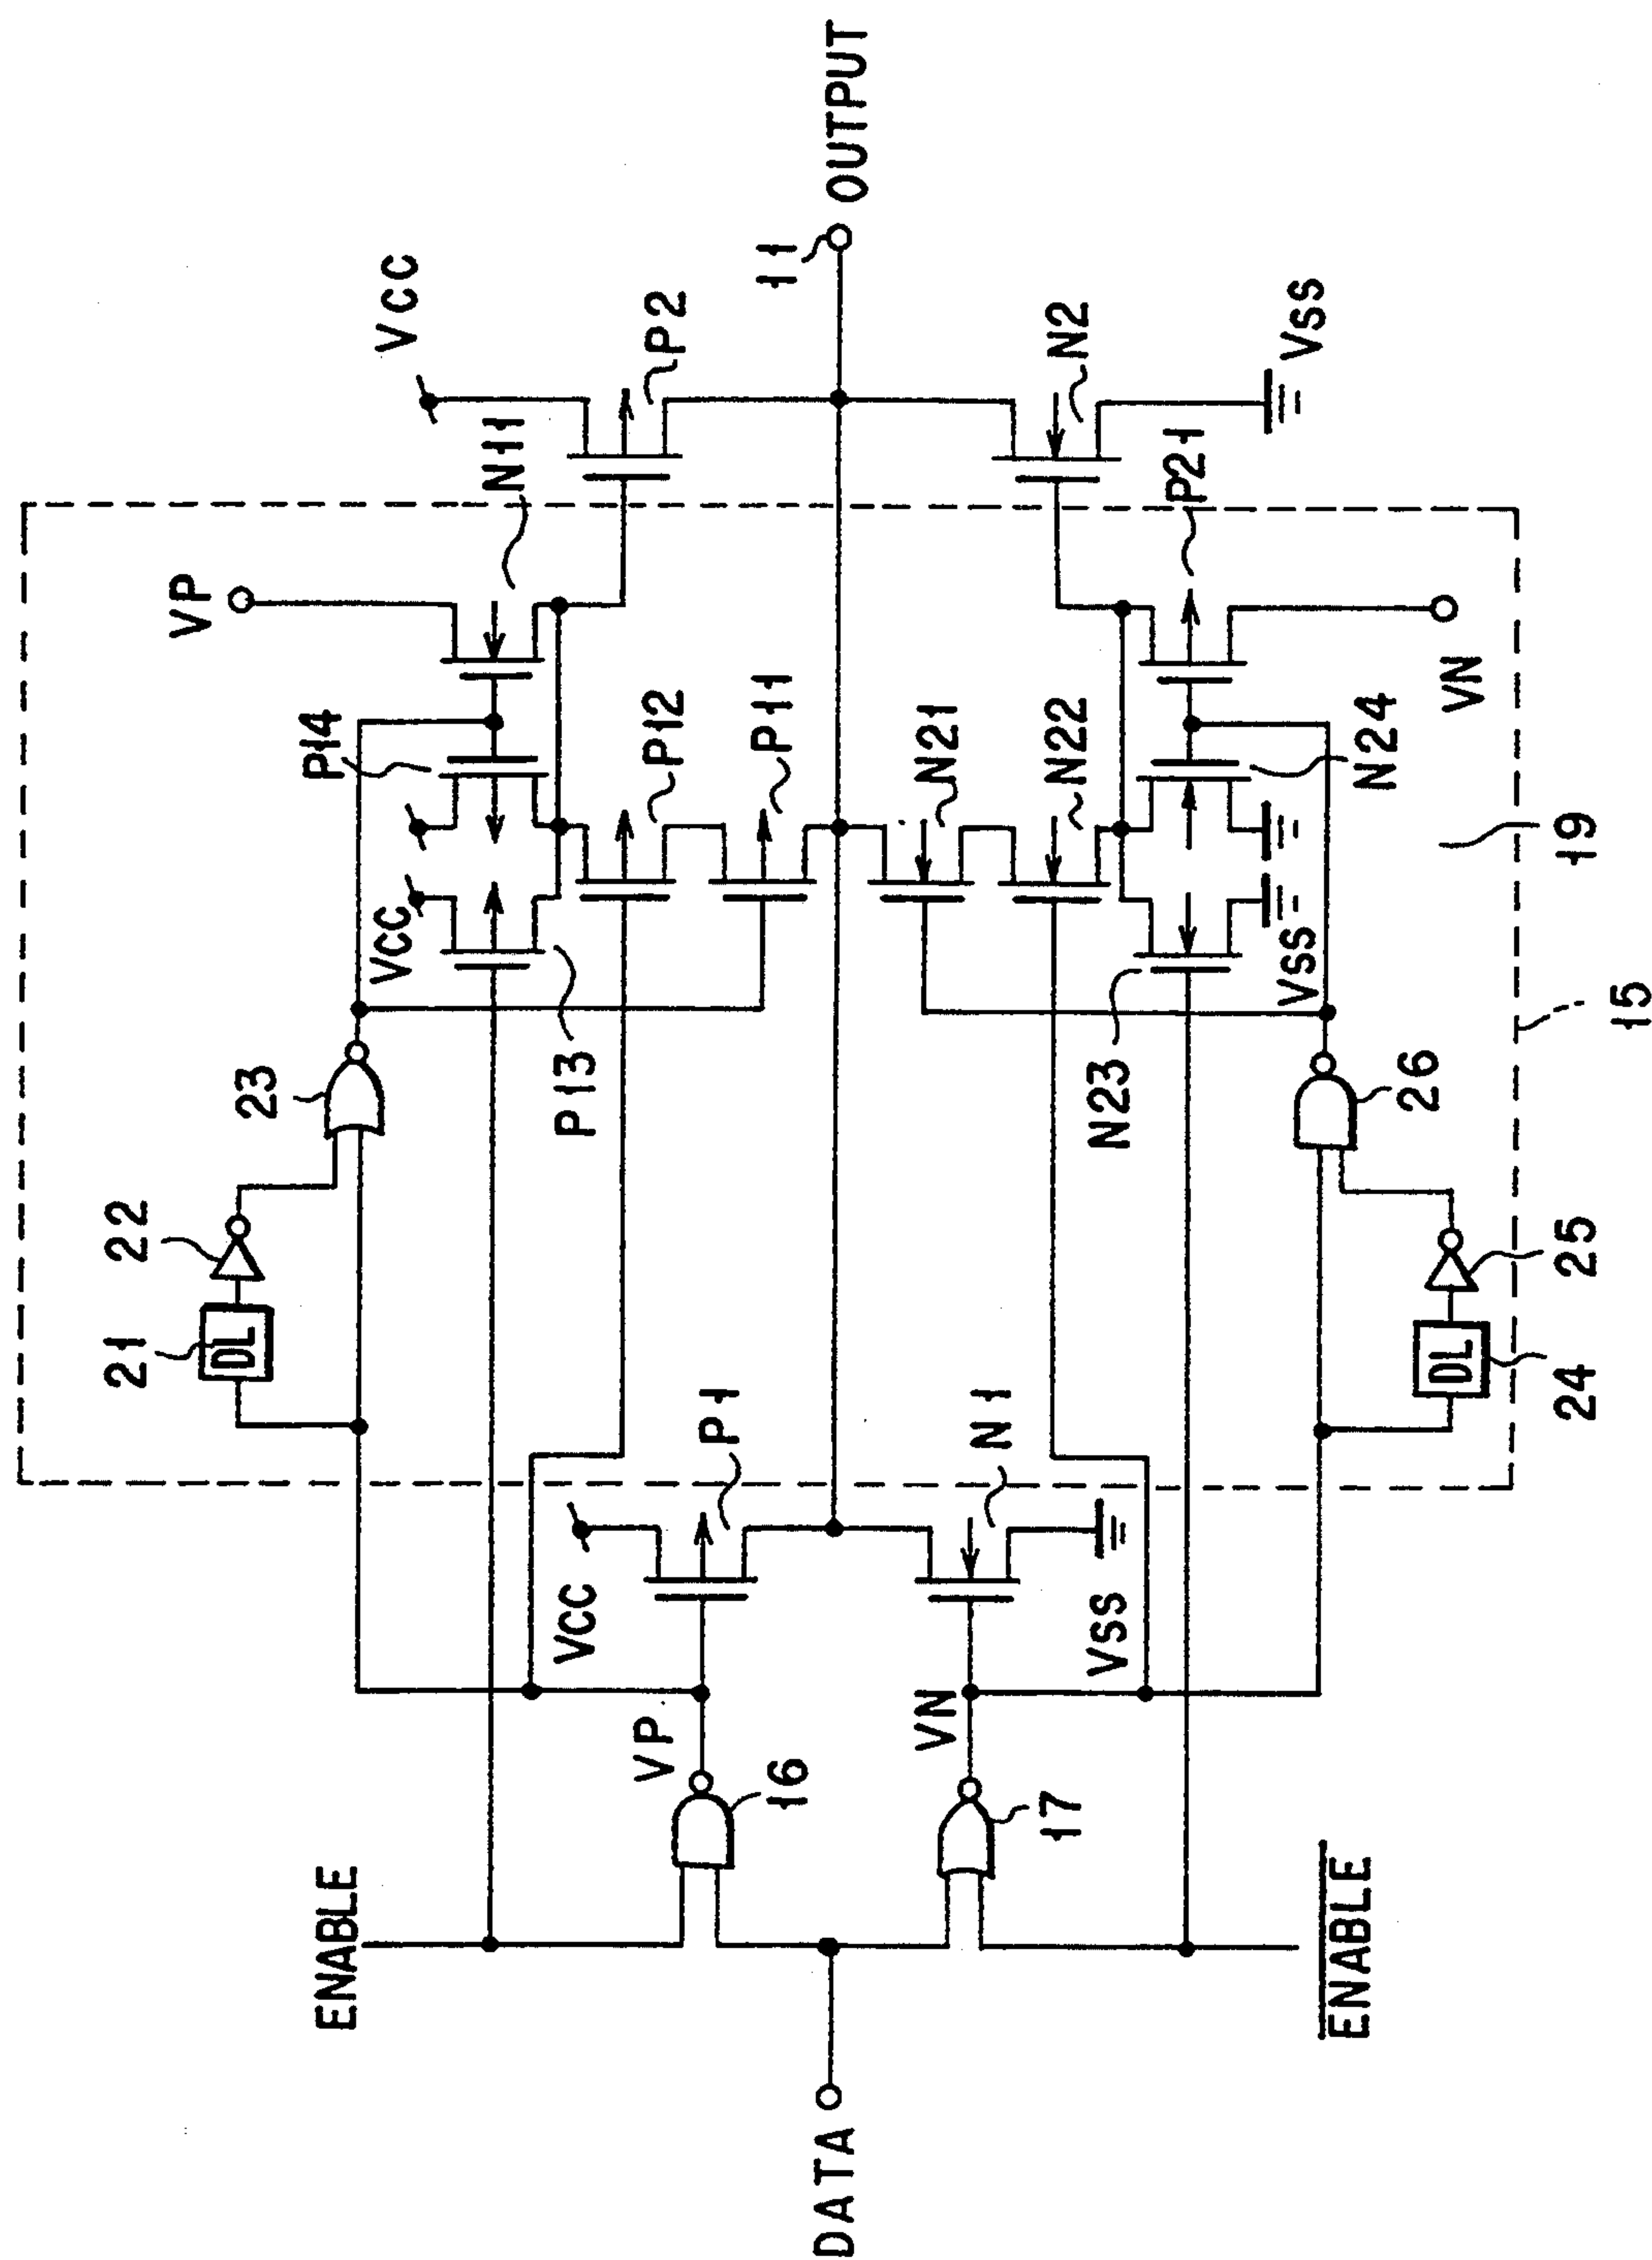 ENABLE
DATA
ENABLE
VP
16
VN
17
VCC
P1
N1
VSS
21
DL
22
23
24
DL
25
26
VCC
P13
P14
N11
VP
P12
P11
N21
N22
N23
VSS
N24
P21
VN
VCC
P2
N2
VSS
11
OUTPUT
19
15